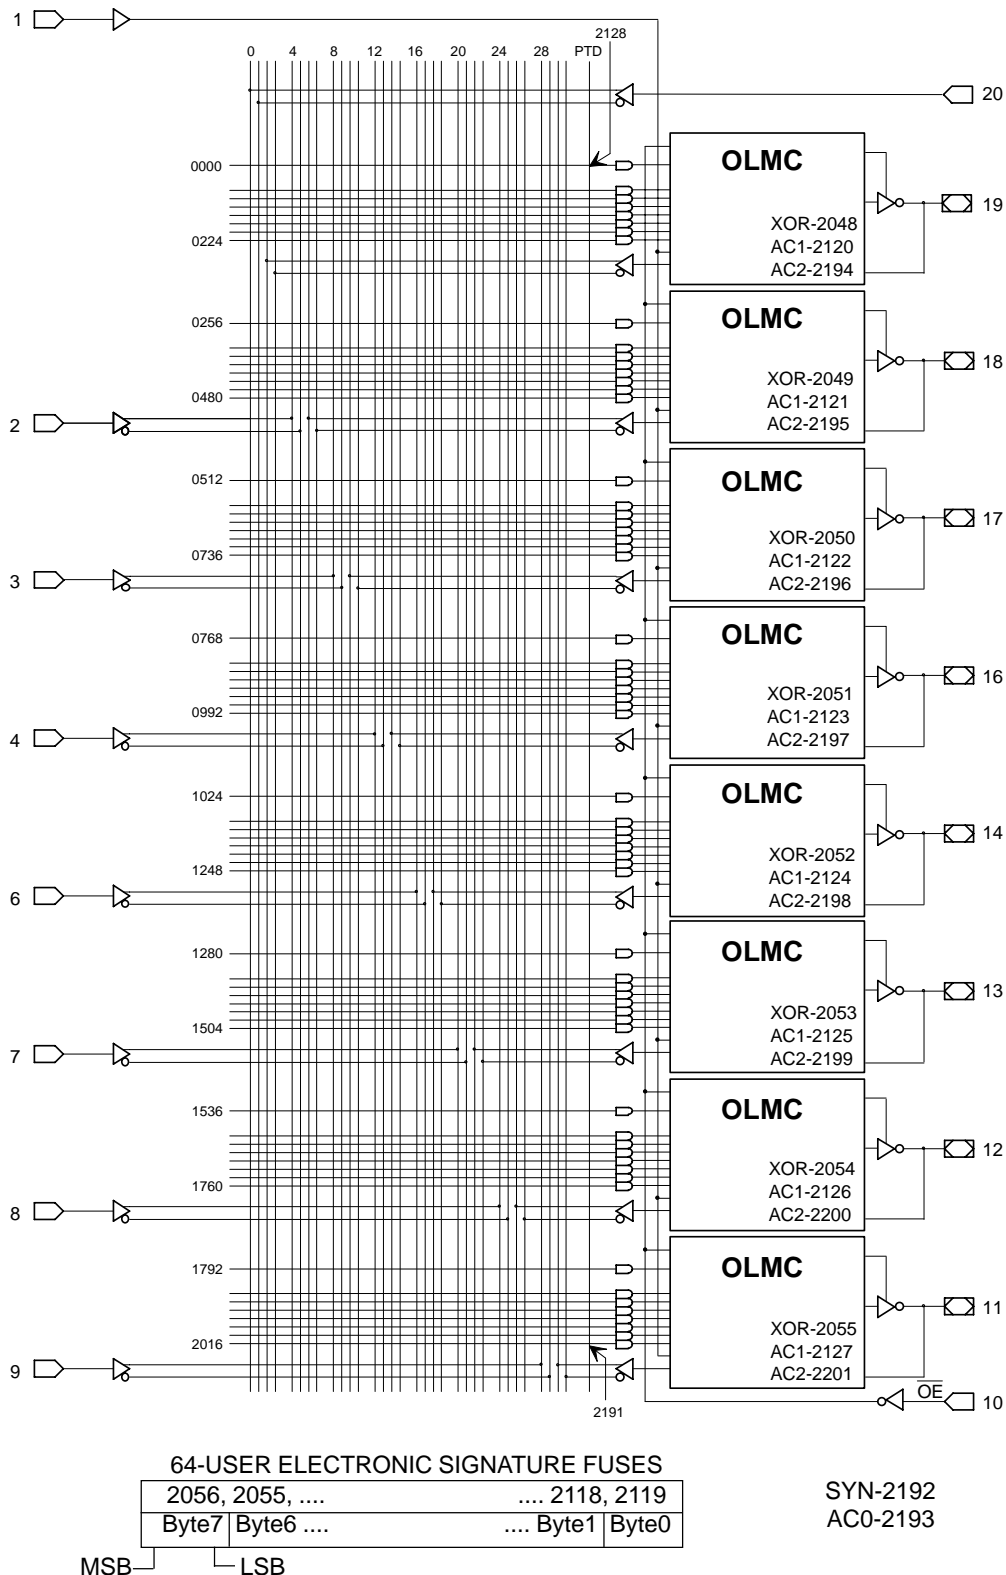 1
2128
0 4 8 12 16 20 24 28 PTD
20
OLMC
0000
19
XOR-2048
0224
AC1-2120
AC2-2194
OLMC
0256
18
XOR-2049
0480
AC1-2121
2
AC2-2195
OLMC
0512
17
XOR-2050
0736
AC1-2122
3
AC2-2196
OLMC
0768
16
XOR-2051
0992
AC1-2123
4
AC2-2197
OLMC
1024
14
XOR-2052
1248
AC1-2124
6
AC2-2198
OLMC
1280
13
XOR-2053
1504
AC1-2125
7
AC2-2199
OLMC
1536
12
XOR-2054
1760
AC1-2126
8
AC2-2200
OLMC
1792
11
XOR-2055
2016
AC1-2127
9
AC2-2201
OE
10
2191
64-USER ELECTRONIC SIGNATURE FUSES
2056, 2055, .... .... 2118, 2119
Byte7 Byte6 .... .... Byte1 Byte0
MSB LSB
SYN-2192
AC0-2193